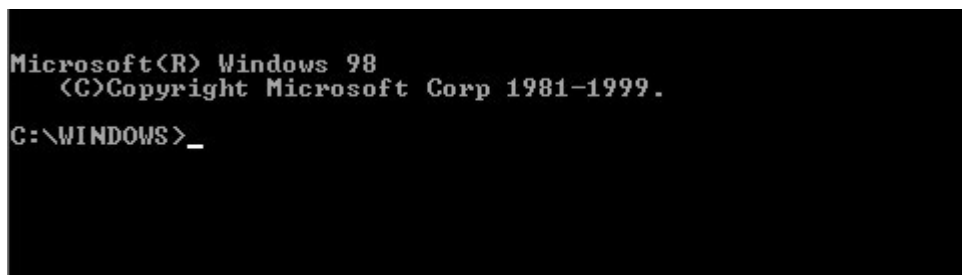 Microsoft(R) Windows 98
(C)Copyright Microsoft Corp 1981-1999.
C:\WINDOWS>_